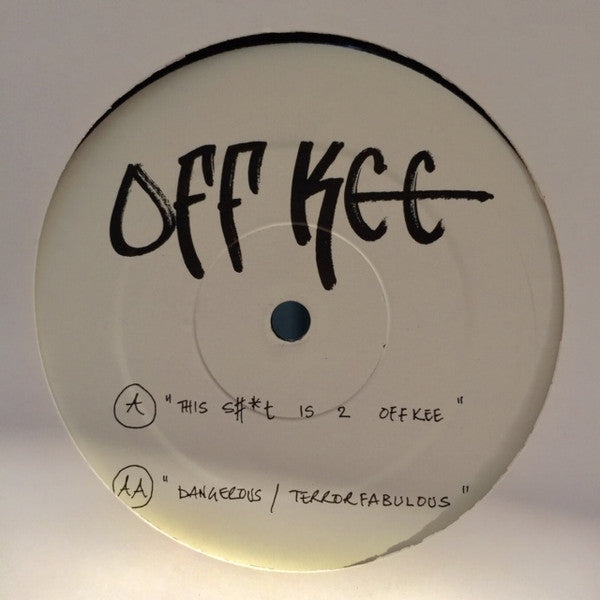 OFF KEE
A "THIS S#*t IS 2 OFFKEE"
AA "DANGEROUS / TERRORFABULOUS"